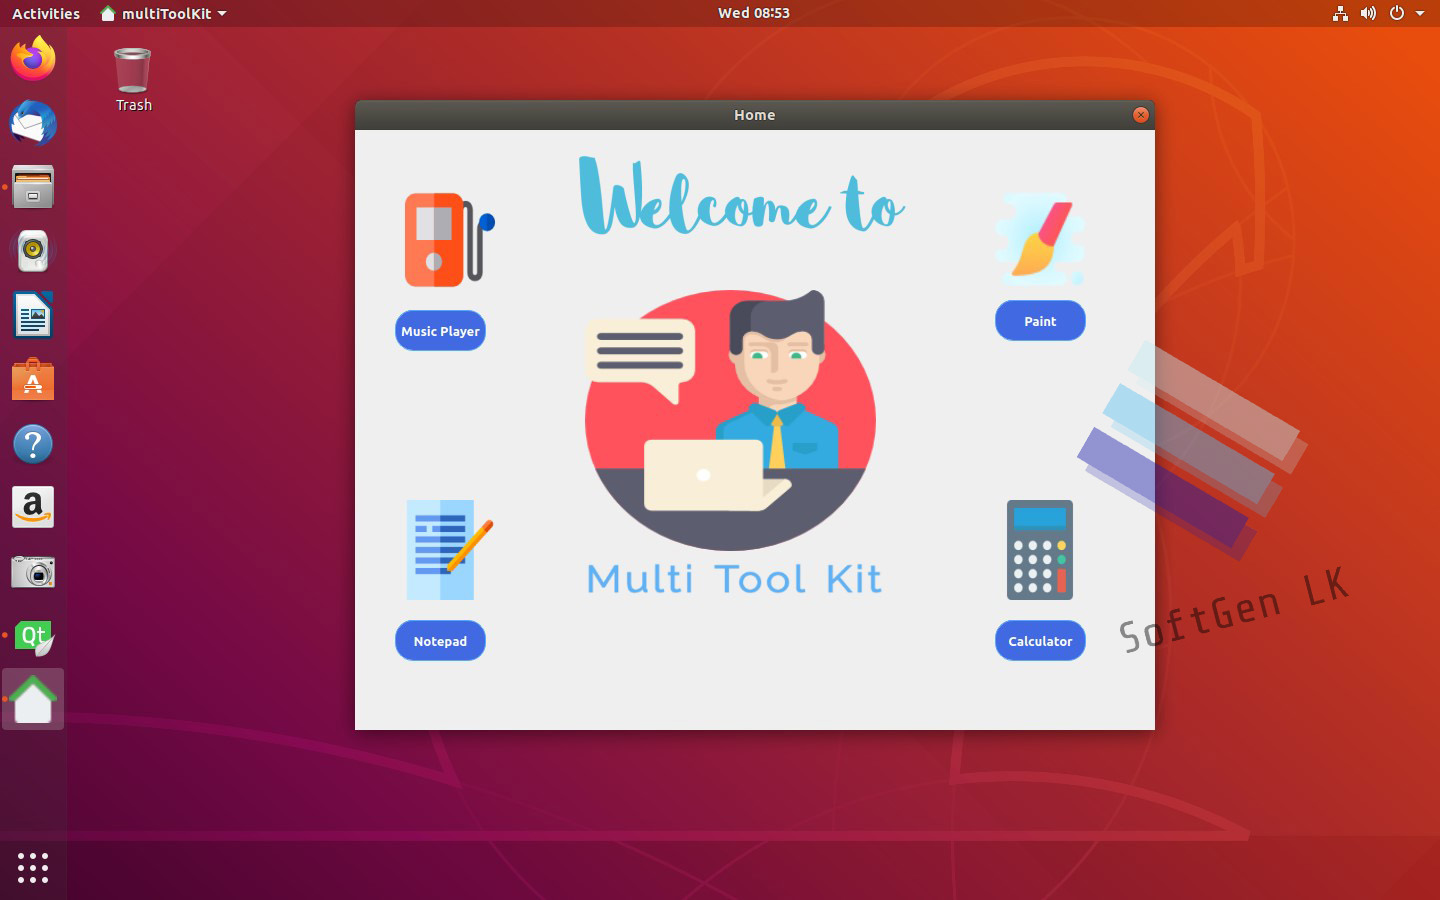 Activities
multiToolKit
Wed 08:53
Trash
Home
Welcome to
Music Player
Paint
Multi Tool Kit
Notepad
Calculator
SoftGen LK
A
?
a
Qt